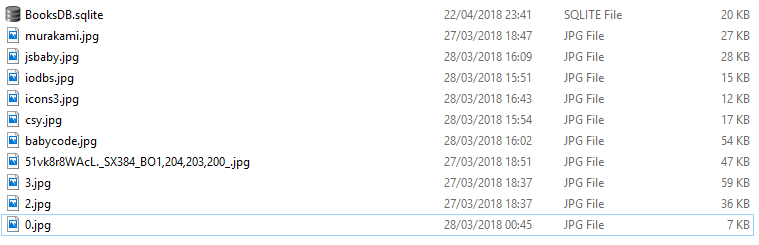 BooksDB.sqlite 22/04/2018 23:41 SQLITE File 20 KB
murakami.jpg 27/03/2018 18:47 JPG File 27 KB
jsbaby.jpg 28/03/2018 16:09 JPG File 28 KB
iodbs.jpg 28/03/2018 15:51 JPG File 15 KB
icons3.jpg 28/03/2018 16:43 JPG File 12 KB
csy.jpg 28/03/2018 15:54 JPG File 17 KB
babycode.jpg 28/03/2018 16:02 JPG File 54 KB
51vk8r8WAcL._SX384_BO1,204,203,200_.jpg 27/03/2018 18:51 JPG File 47 KB
3.jpg 27/03/2018 18:37 JPG File 59 KB
2.jpg 27/03/2018 18:37 JPG File 36 KB
0.jpg 28/03/2018 00:45 JPG File 7 KB